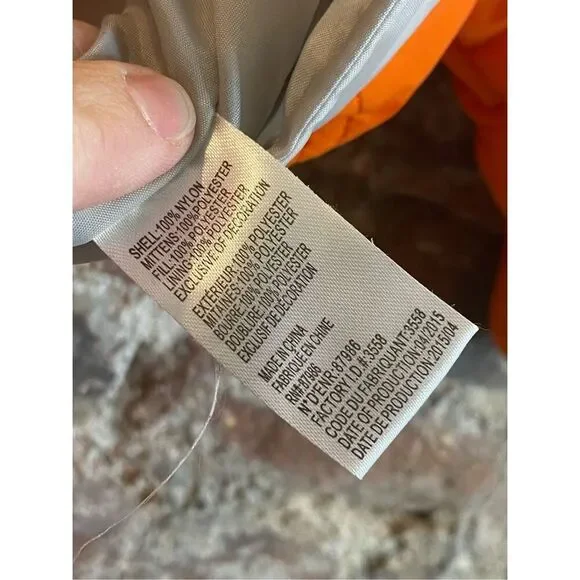 SHELL:100% NYLON
MITTENS:100% POLYESTER
FILL:100% POLYESTER
LINING:100% POLYESTER
EXCLUSIVE OF DECORATION
EXTÉRIEUR:100% POLYESTER
MITAINES:100% POLYESTER
BOURRE:100% POLYESTER
DOUBLURE:100% POLYESTER
EXCLUSIF DE DECORATION
MADE IN CHINA
FABRIQUE EN CHINE
RN#:87986
N°D'ENR:87986
FACTORY I.D.#:3558
CODE DU FABRIQUANT:3558
DATE OF PRODUCTION:04/2015
DATE DE PRODUCTION:2015/04